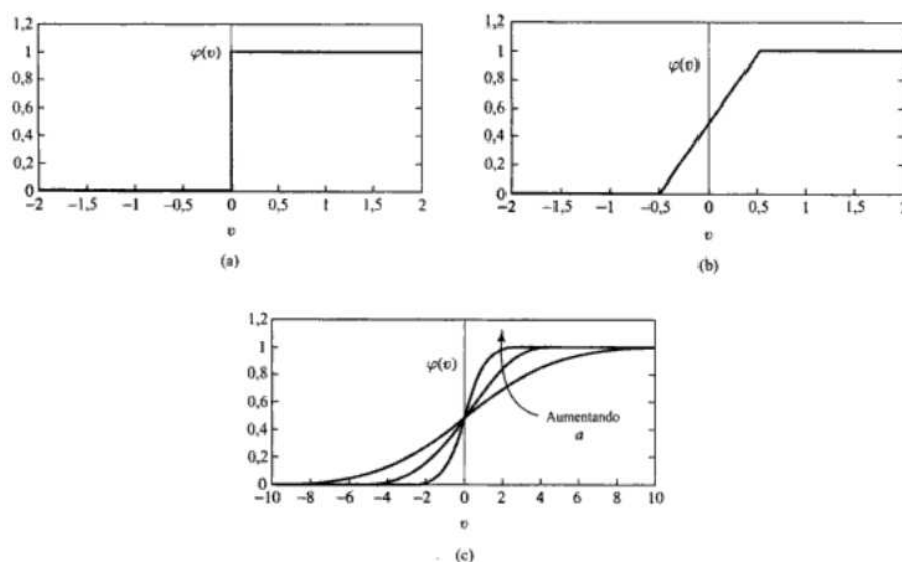 1,2
1
φ(v)
0,8
0,6
0,4
0,2
0
−2 −1,5 −1 −0,5 0 0,5 1 1,5 2
v
(a)
1,2
1
φ(v)
0,8
0,6
0,4
0,2
0
−2 −1,5 −1 −0,5 0 0,5 1 1,5
v
(b)
1,2
1
φ(v)
0,8
0,6
0,4
0,2
0
Aumentando
a
−10 −8 −6 −4 −2 0 2 4 6 8 10
v
(c)